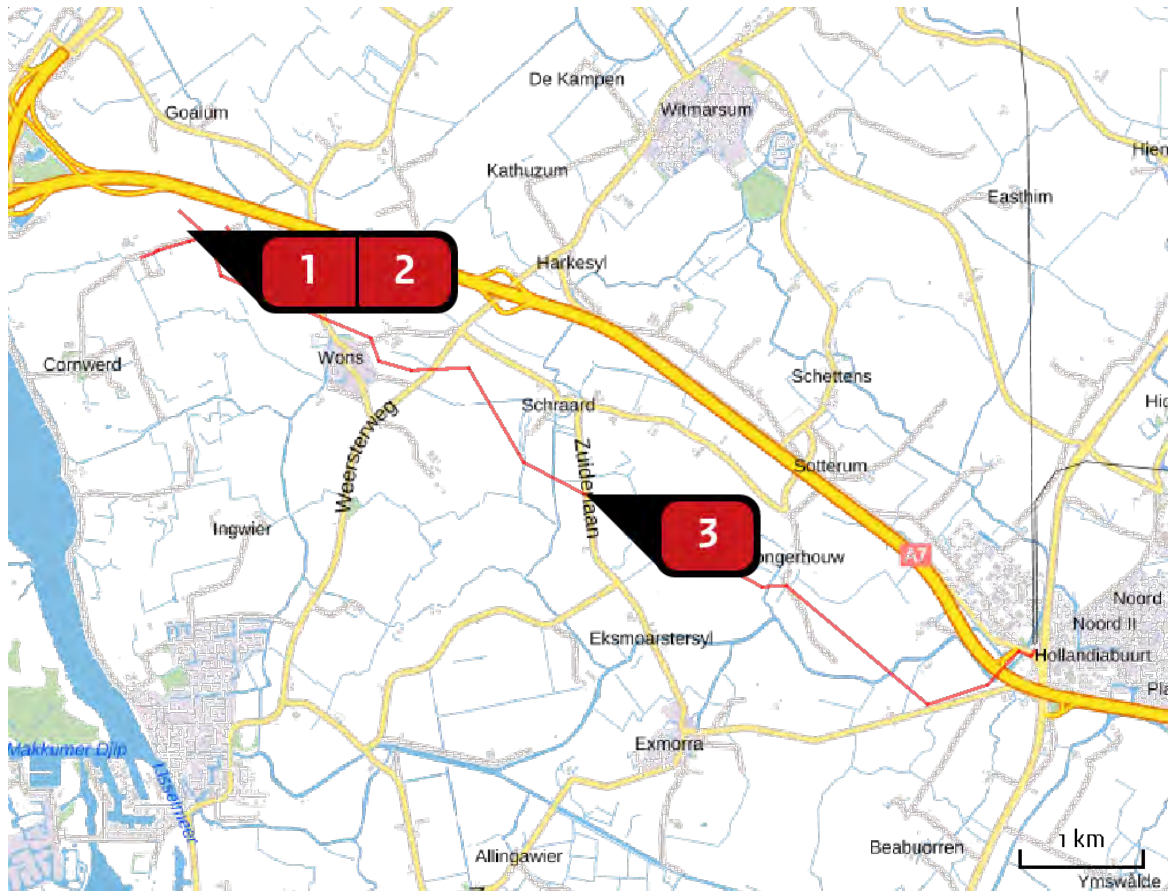 De Kampen
Witmarsum
Goaium
Hien
Kathuzum
Easthim
1 2
Harkesyl
Cornwerd
Wons
Schettens
Schraard
Hic
Weersterweg
Zuiderlaan
Sotterum
Ingwier
3
ongerhouw
A7
Noord
Noord II
Eksmoarstersyl
Hollandiabuurt
Pla
Makkumer Djip
Exmorra
IJsselmeer
1 km
Beabuorren
Allingawier
Ymswâlde